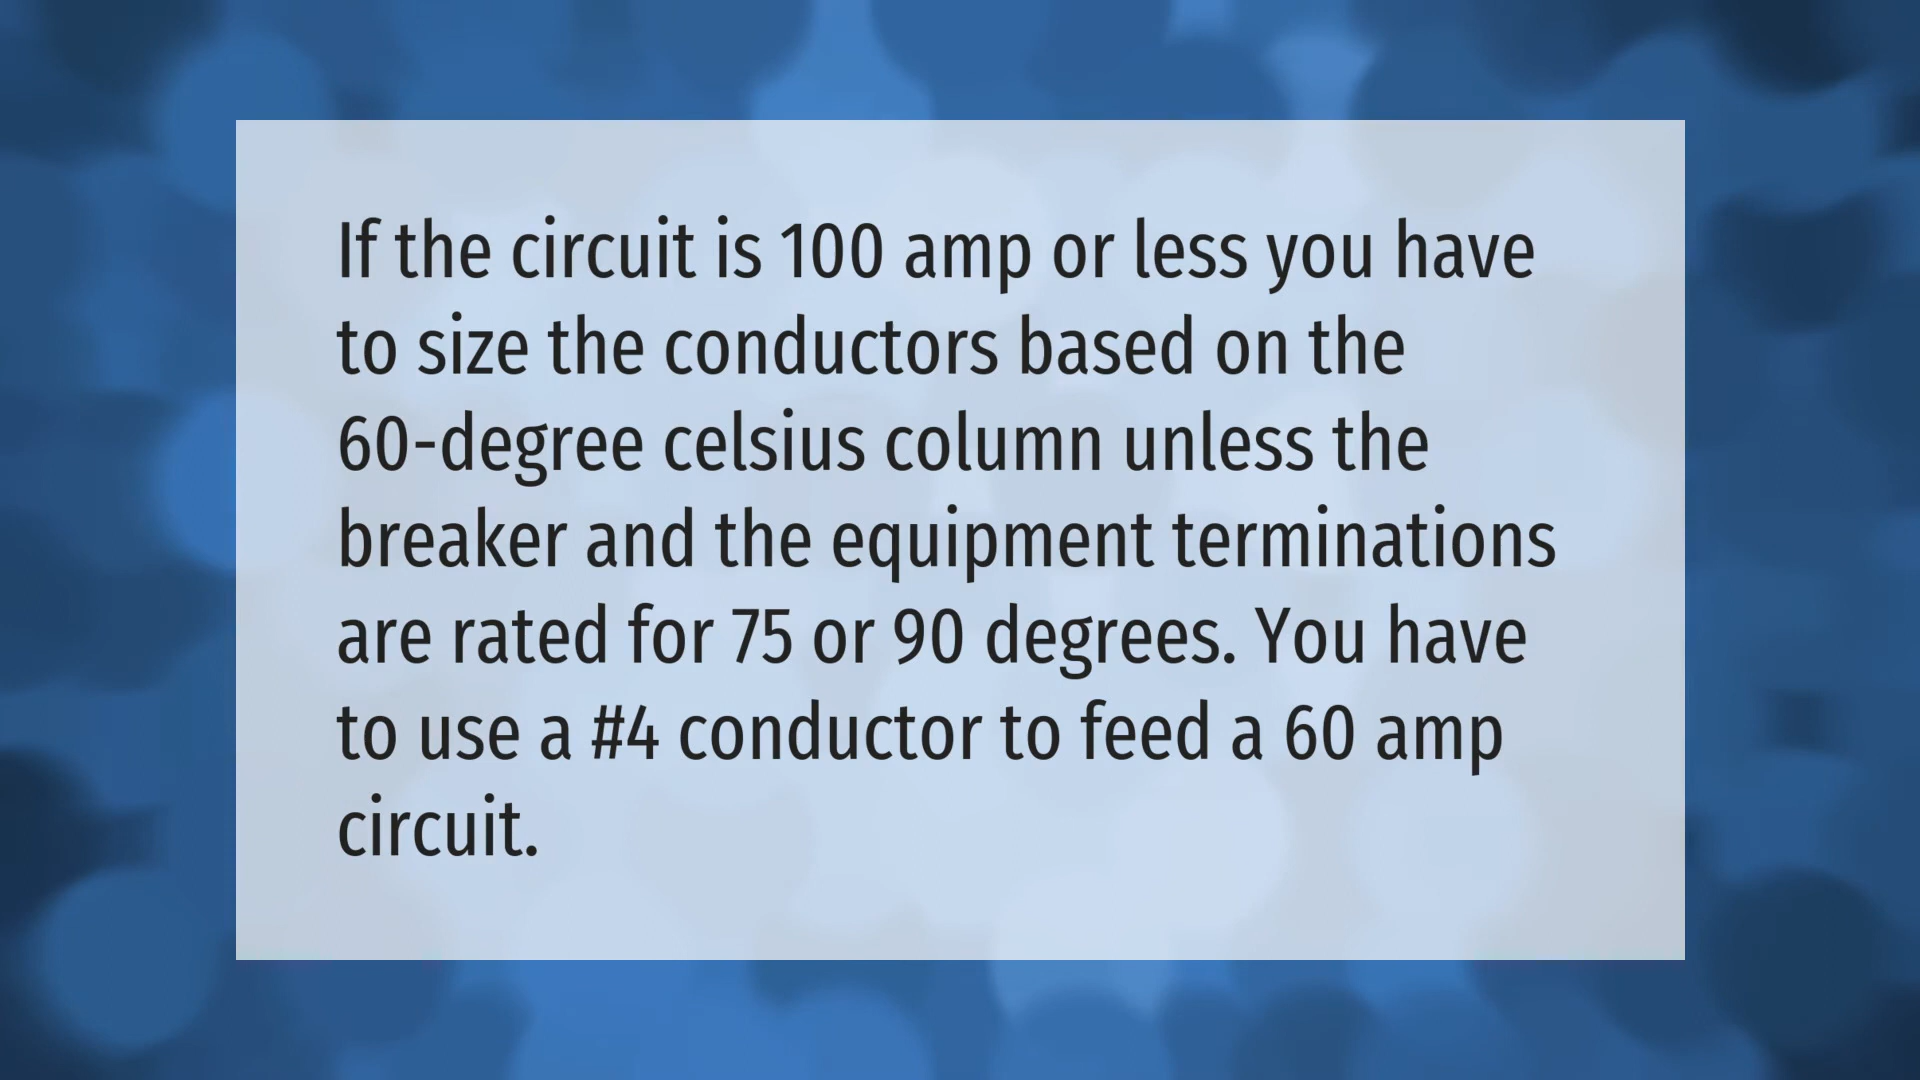 If the circuit is 100 amp or less you have
to size the conductors based on the
60-degree celsius column unless the
breaker and the equipment terminations
are rated for 75 or 90 degrees. You have
to use a #4 conductor to feed a 60 amp
circuit.